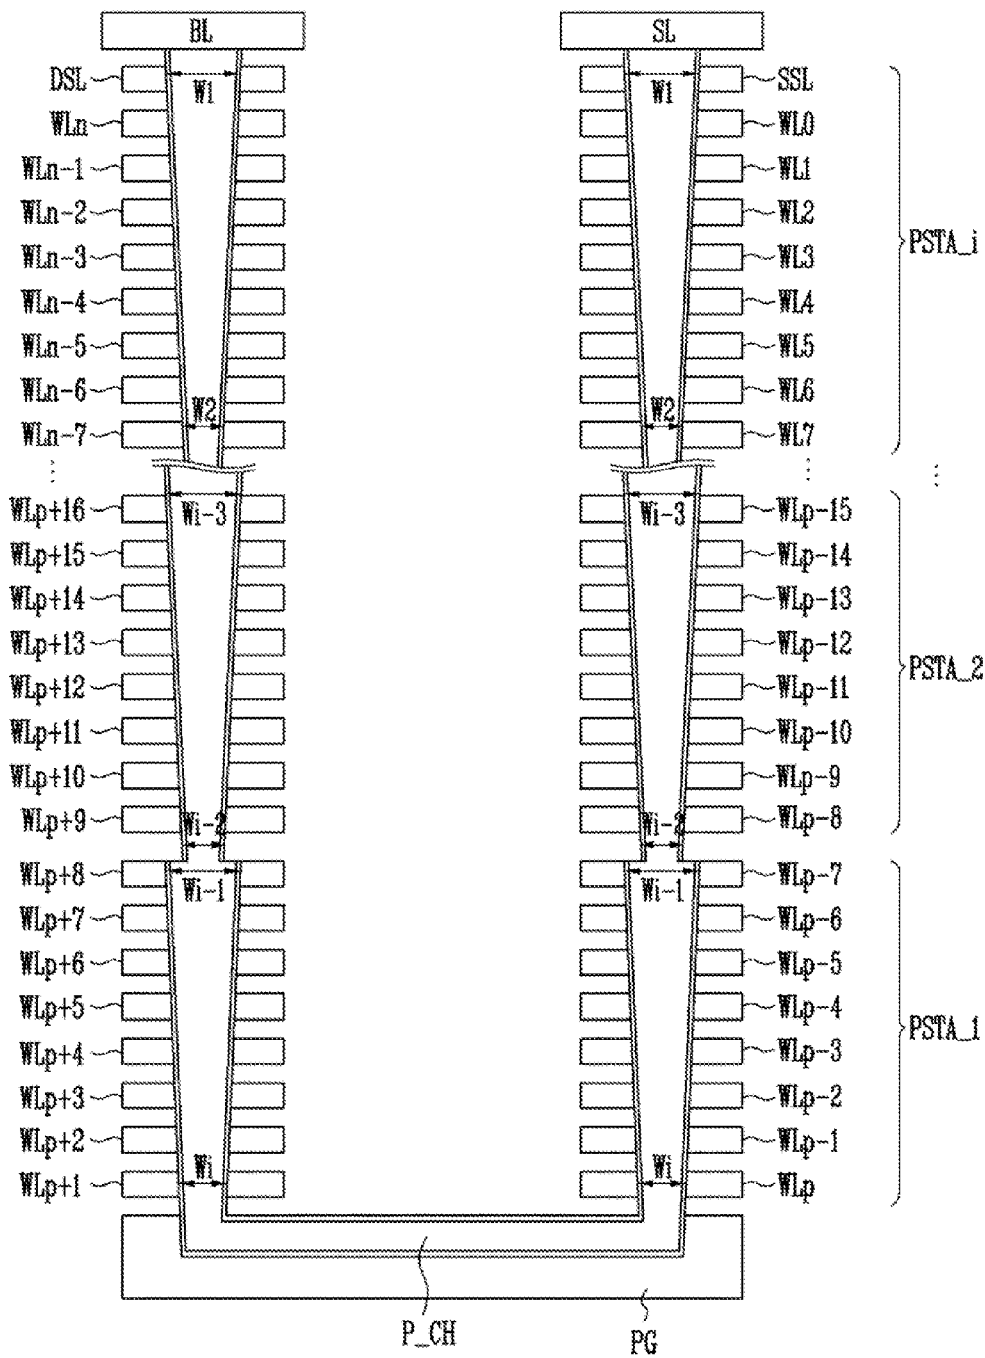 BL SL
DSL W1 W1 SSL
WLn WL0
WLn-1 WL1
WLn-2 WL2
WLn-3 WL3 PSTA_i
WLn-4 WL4
WLn-5 WL5
WLn-6 W2 W2 WL6
WLn-7 WL7
WLp+16 Wi-3 Wi-3 WLp-15
WLp+15 WLp-14
WLp+14 WLp-13
WLp+13 WLp-12
WLp+12 WLp-11 PSTA_2
WLp+11 WLp-10
WLp+10 WLp-9
WLp+9 Wi-2 Wi-2 WLp-8
WLp+8 Wi-1 Wi-1 WLp-7
WLp+7 WLp-6
WLp+6 WLp-5
WLp+5 WLp-4
WLp+4 WLp-3 PSTA_1
WLp+3 WLp-2
WLp+2 WLp-1
WLp+1 Wi Wi WLp
P_CH PG